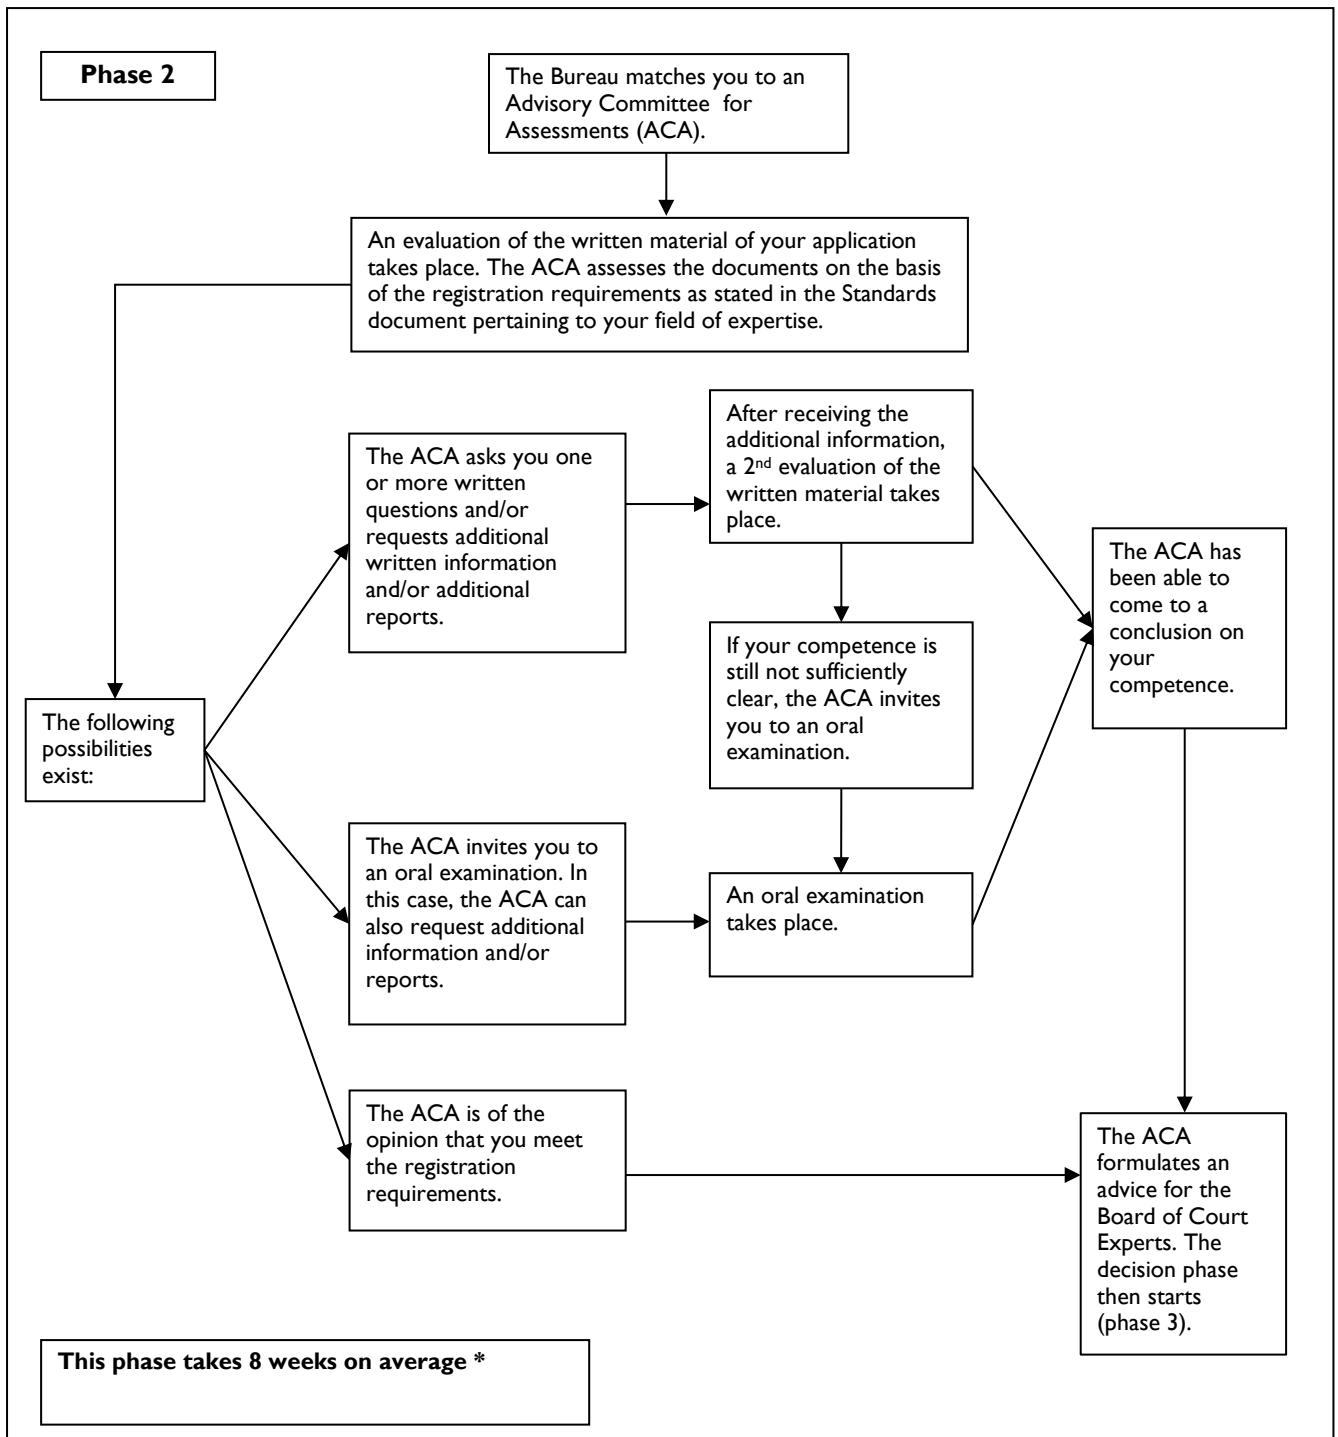 Phase 2
The Bureau matches you to an
Advisory Committee for
Assessments (ACA).
An evaluation of the written material of your application
takes place. The ACA assesses the documents on the basis
of the registration requirements as stated in the Standards
document pertaining to your field of expertise.
The following
possibilities
exist:
The ACA asks you one
or more written
questions and/or
requests additional
written information
and/or additional
reports.
After receiving the
additional information,
a 2nd evaluation of the
written material takes
place.
If your competence is
still not sufficiently
clear, the ACA invites
you to an oral
examination.
The ACA invites you to
an oral examination. In
this case, the ACA can
also request additional
information and/or
reports.
An oral examination
takes place.
The ACA has
been able to
come to a
conclusion on
your
competence.
The ACA is of the
opinion that you meet
the registration
requirements.
The ACA
formulates an
advice for the
Board of Court
Experts. The
decision phase
then starts
(phase 3).
This phase takes 8 weeks on average *